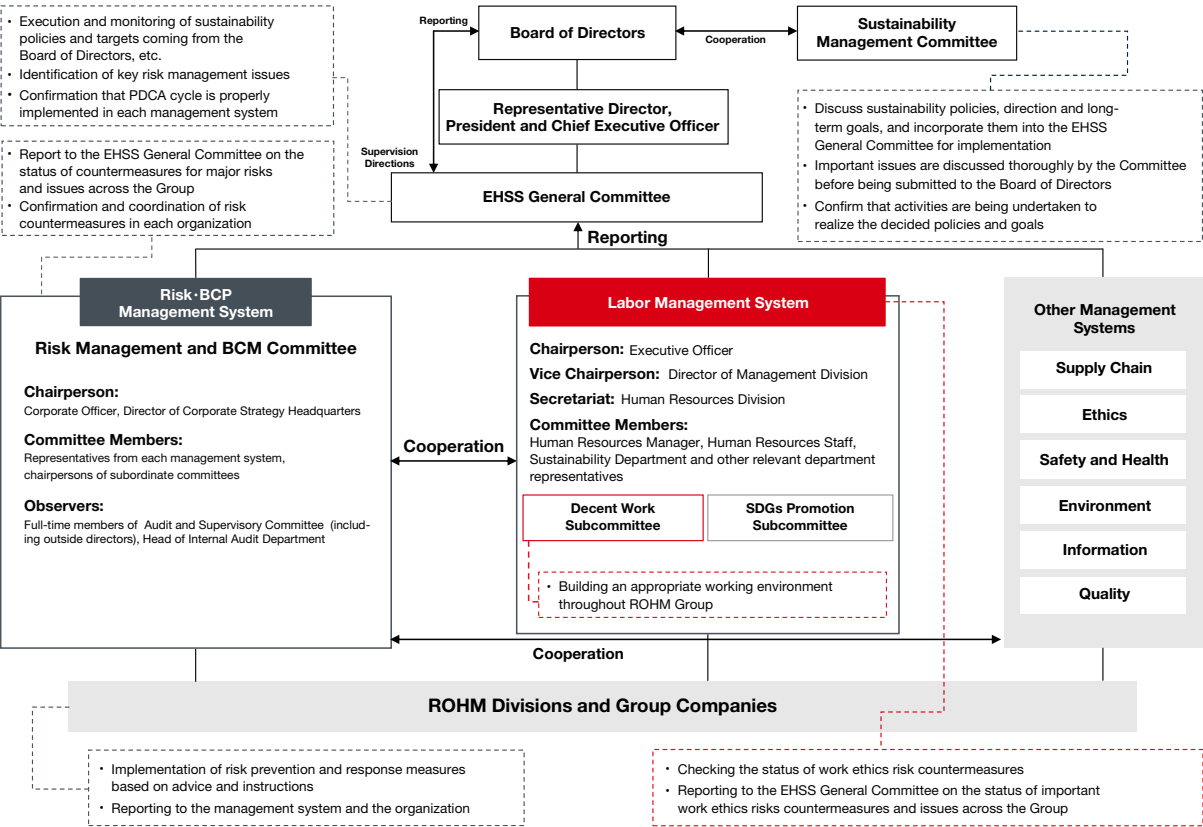 ・ Execution and monitoring of sustainability
policies and targets coming from the
Board of Directors, etc.
・ Identification of key risk management issues
・ Confirmation that PDCA cycle is properly
implemented in each management system
・ Report to the EHSS General Committee on the
status of countermeasures for major risks
and issues across the Group
・ Confirmation and coordination of risk
countermeasures in each organization
Reporting
Board of Directors
Cooperation
Sustainability
Management Committee
Representative Director,
President and Chief Executive Officer
Supervision
Directions
EHSS General Committee
・ Discuss sustainability policies, direction and long-
term goals, and incorporate them into the EHSS
General Committee for implementation
・ Important issues are discussed thoroughly by the Committee
before being submitted to the Board of Directors
・ Confirm that activities are being undertaken to
realize the decided policies and goals
Reporting
Risk・BCP
Management System
Risk Management and BCM Committee
Chairperson:
Corporate Officer, Director of Corporate Strategy Headquarters
Committee Members:
Representatives from each management system,
chairpersons of subordinate committees
Observers:
Full-time members of Audit and Supervisory Committee (includ-
ing outside directors), Head of Internal Audit Department
Cooperation
Labor Management System
Chairperson: Executive Officer
Vice Chairperson: Director of Management Division
Secretariat: Human Resources Division
Committee Members:
Human Resources Manager, Human Resources Staff,
Sustainability Department and other relevant department
representatives
Decent Work
Subcommittee
SDGs Promotion
Subcommittee
・ Building an appropriate working environment
throughout ROHM Group
Other Management
Systems
Supply Chain
Ethics
Safety and Health
Environment
Information
Quality
Cooperation
ROHM Divisions and Group Companies
・ Implementation of risk prevention and response measures
based on advice and instructions
・ Reporting to the management system and the organization
・ Checking the status of work ethics risk countermeasures
・ Reporting to the EHSS General Committee on the status of important
work ethics risks countermeasures and issues across the Group